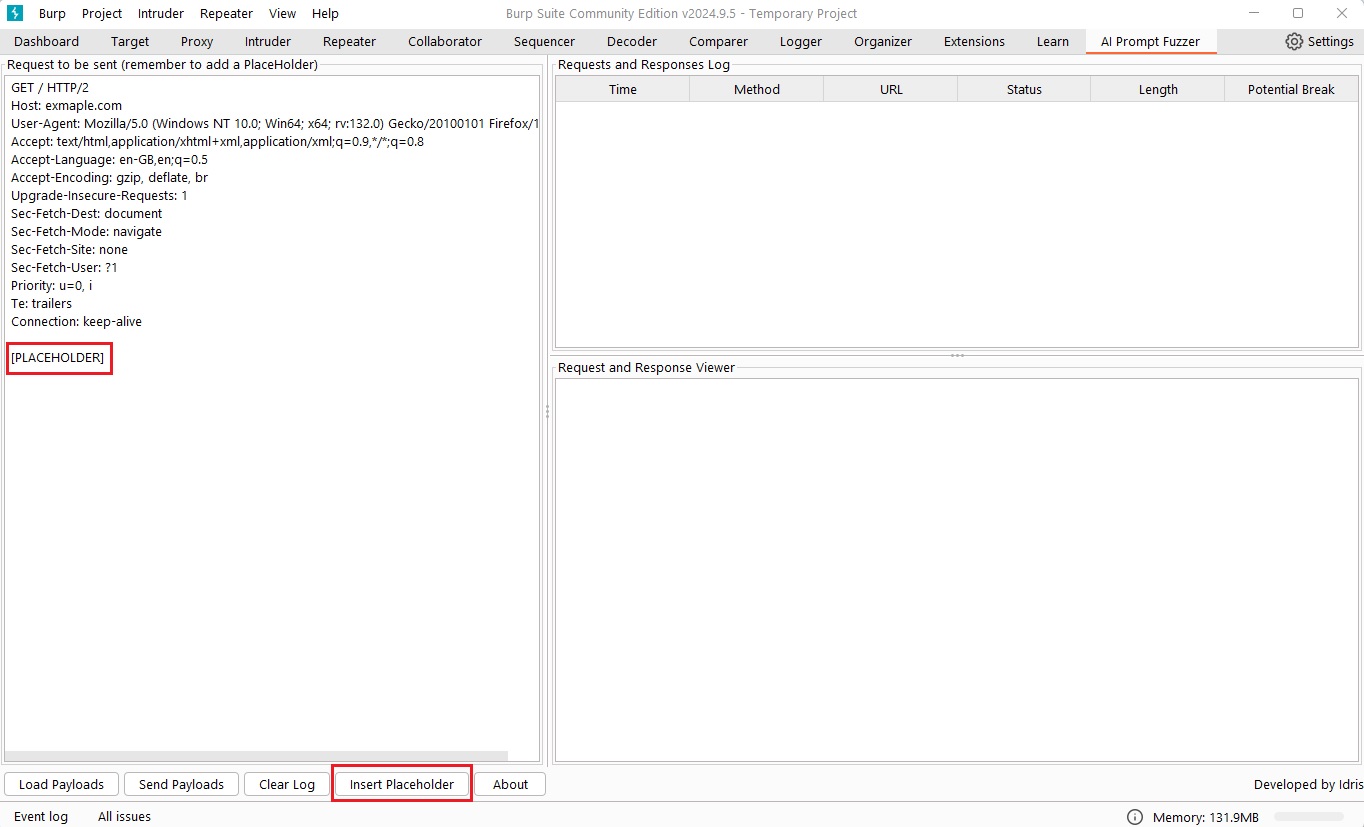 Burp Project Intruder Repeater View Help Burp Suite Community Edition v2024.9.5 - Temporary Project
Dashboard Target Proxy Intruder Repeater Collaborator Sequencer Decoder Comparer Logger Organizer Extensions Learn AI Prompt Fuzzer Settings
Request to be sent (remember to add a PlaceHolder)
GET / HTTP/2
Host: exmaple.com
User-Agent: Mozilla/5.0 (Windows NT 10.0; Win64; x64; rv:132.0) Gecko/20100101 Firefox/1
Accept: text/html,application/xhtml+xml,application/xml;q=0.9,*/*;q=0.8
Accept-Language: en-GB,en;q=0.5
Accept-Encoding: gzip, deflate, br
Upgrade-Insecure-Requests: 1
Sec-Fetch-Dest: document
Sec-Fetch-Mode: navigate
Sec-Fetch-Site: none
Sec-Fetch-User: ?1
Priority: u=0, i
Te: trailers
Connection: keep-alive
[PLACEHOLDER]
Requests and Responses Log
Time Method URL Status Length Potential Break
Request and Response Viewer
Load Payloads Send Payloads Clear Log Insert Placeholder About Developed by Idris
Event log All issues Memory: 131.9MB